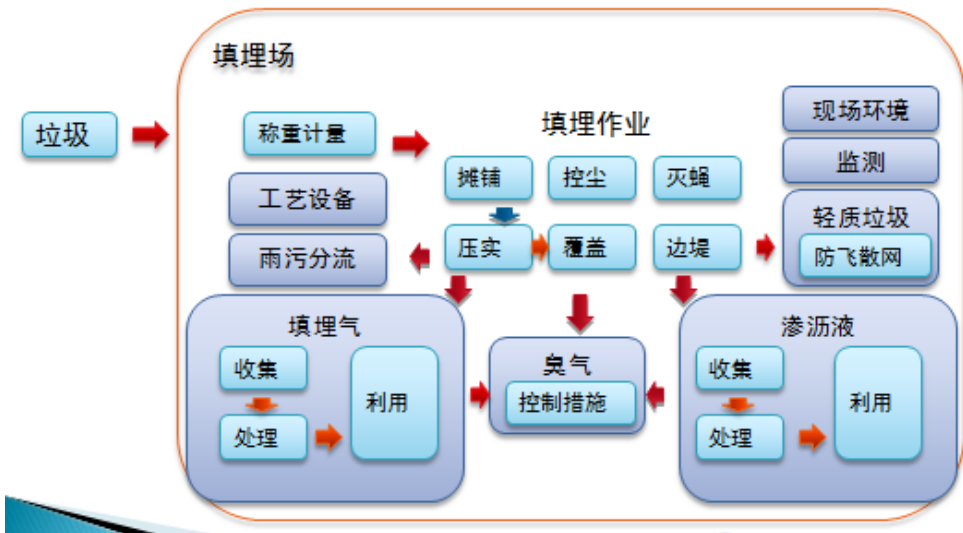 填埋场
垃圾
称重计量
填埋作业
现场环境
监测
摊铺
控尘
灭蝇
工艺设备
轻质垃圾
防飞散网
雨污分流
压实
覆盖
边堤
填埋气
收集
处理
利用
臭气
控制措施
渗沥液
收集
处理
利用